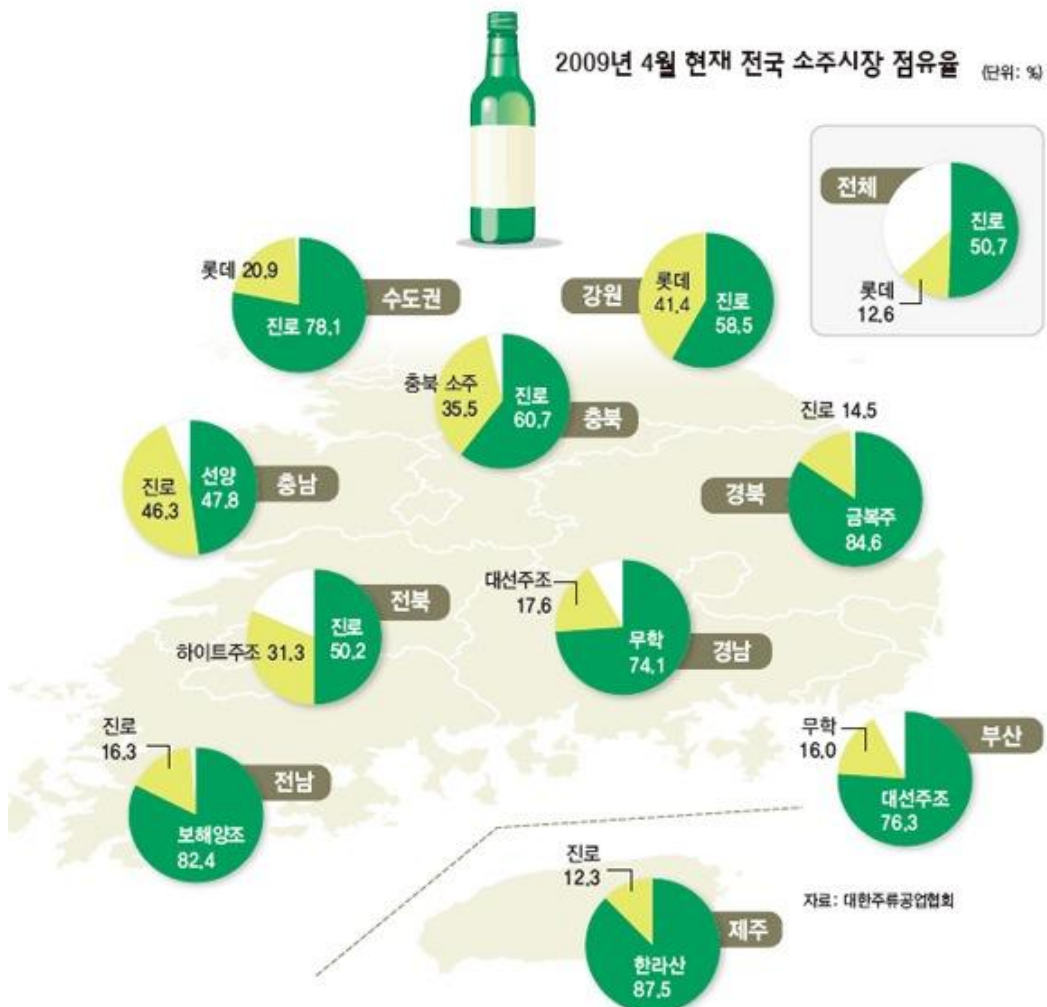 2009년 4월 현재 전국 소주시장 점유율 (단위: %)
전체
진로
50.7
롯데
12.6
롯데 20.9
진로 78.1
수도권
강원
롯데
41.4
진로
58.5
충북 소주
35.5
진로
60.7
충북
진로
46.3
선양
47.8
충남
진로 14.5
경북
금복주
84.6
전북
진로
50.2
하이트주조 31.3
대선주조
17.6
무학
74.1
경남
진로
16.3
전남
보해양조
82.4
무학
16.0
부산
대선주조
76.3
진로
12.3
제주
한라산
87.5
자료: 대한주류공업협회